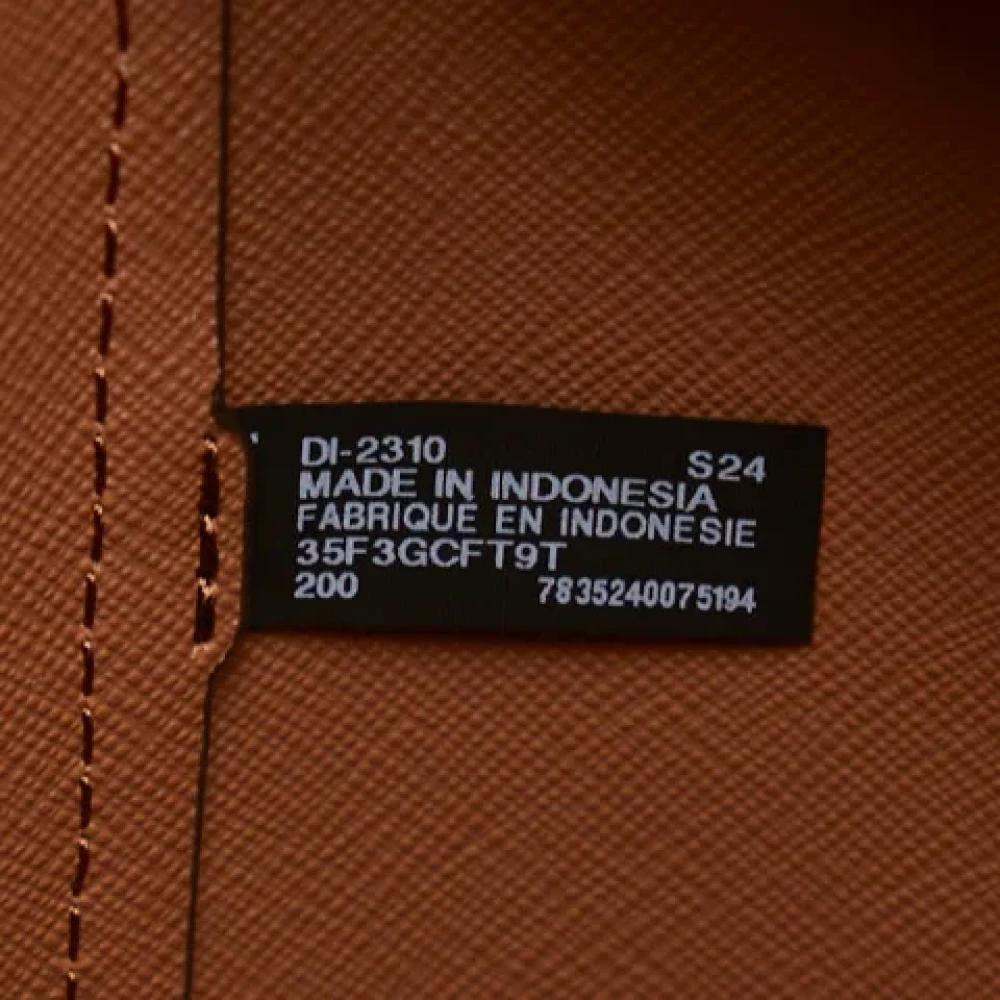 DI-2310 S24
MADE IN INDONESIA
FABRIQUE EN INDONESIE
35F3GCFT9T
200 7835240075194